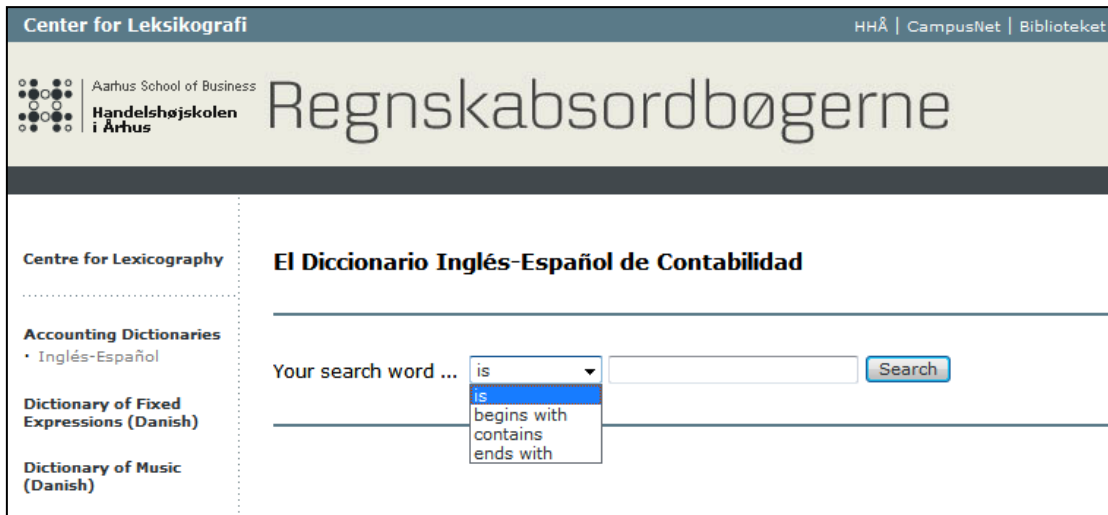 Center for Leksikografi
HHÅ | CampusNet | Biblioteket
Aarhus School of Business
Handelshøjskolen
i Århus
Regnskabsordbøgerne
Centre for Lexicography
Accounting Dictionaries
· Inglés-Español
Dictionary of Fixed
Expressions (Danish)
Dictionary of Music
(Danish)
El Diccionario Inglés-Español de Contabilidad
Your search word ... is Search
is
begins with
contains
ends with